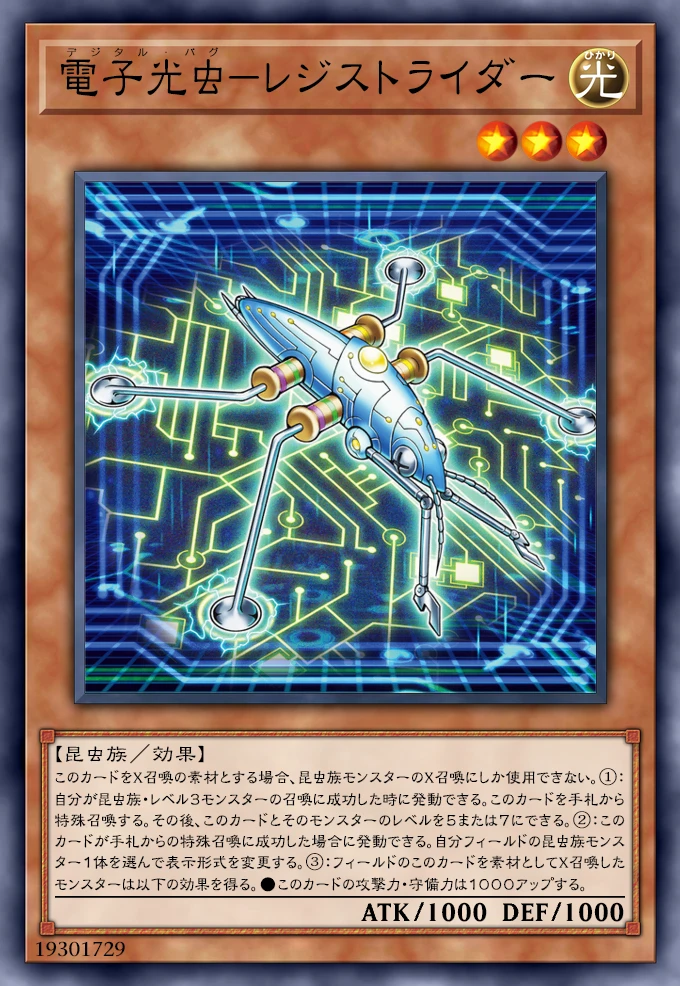 デジタル・バグ
電子光虫－レジストライダー
ひかり
光
【昆虫族／効果】
このカードをX召喚の素材とする場合、昆虫族モンスターのX召喚にしか使用できない。①：
自分が昆虫族・レベル３モンスターの召喚に成功した時に発動できる。このカードを手札から
特殊召喚する。その後、このカードとそのモンスターのレベルを５または７にできる。②：この
カードが手札からの特殊召喚に成功した場合に発動できる。自分フィールドの昆虫族モンス
ター１体を選んで表示形式を変更する。③：フィールドのこのカードを素材としてX召喚した
モンスターは以下の効果を得る。●このカードの攻撃力・守備力は１０００アップする。
ATK/1000 DEF/1000
19301729